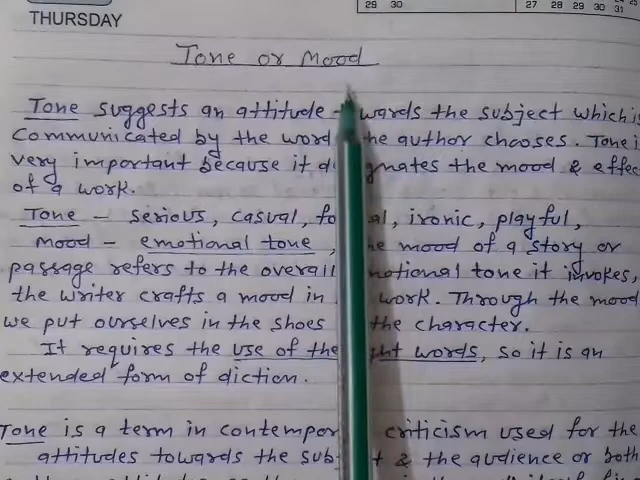 29 30
27 28 29 30 31
THURSDAY
Tone or Mood
Tone suggests an attitude towards the subject which is
communicated by the word the author chooses. Tone is
very important because it designates the mood & effec
of a work.
Tone - serious, casual, formal, ironic, playful,
mood - emotional tone, the mood of a story or
passage refers to the overall emotional tone it invokes,
the writer crafts a mood in work. Through the mood
we put ourselves in the shoes the character.
It requires the use of the right words, so it is an
extended form of diction.
Tone is a term in contemporary criticism used for the
attitudes towards the subject & the audience or both